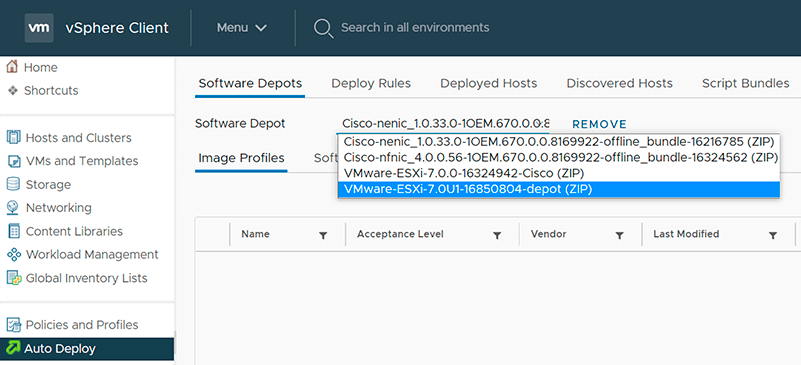 vm vSphere Client Menu Search in all environments
Home
Shortcuts
Hosts and Clusters
VMs and Templates
Storage
Networking
Content Libraries
Workload Management
Global Inventory Lists
Policies and Profiles
Auto Deploy
Software Depots Deploy Rules Deployed Hosts Discovered Hosts Script Bundles
Software Depot Cisco-nenic_1.0.33.0-1OEM.670.0.0.8 REMOVE
Cisco-nenic_1.0.33.0-1OEM.670.0.0.8169922-offline_bundle-16216785 (ZIP)
Cisco-nfnic_4.0.0.56-1OEM.670.0.0.8169922-offline_bundle-16324562 (ZIP)
VMware-ESXi-7.0.0-16324942-Cisco (ZIP)
VMware-ESXi-7.0U1-16850804-depot (ZIP)
Image Profiles
Name Acceptance Level Vendor Last Modified